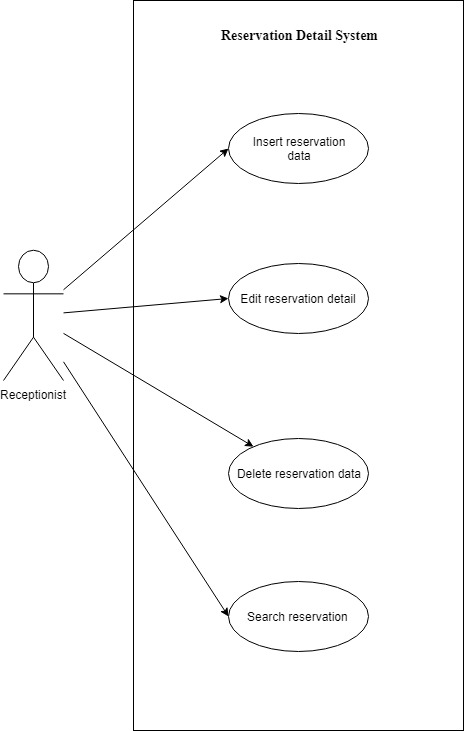 Reservation Detail System
Insert reservation
data
Edit reservation detail
Receptionist
Delete reservation data
Search reservation